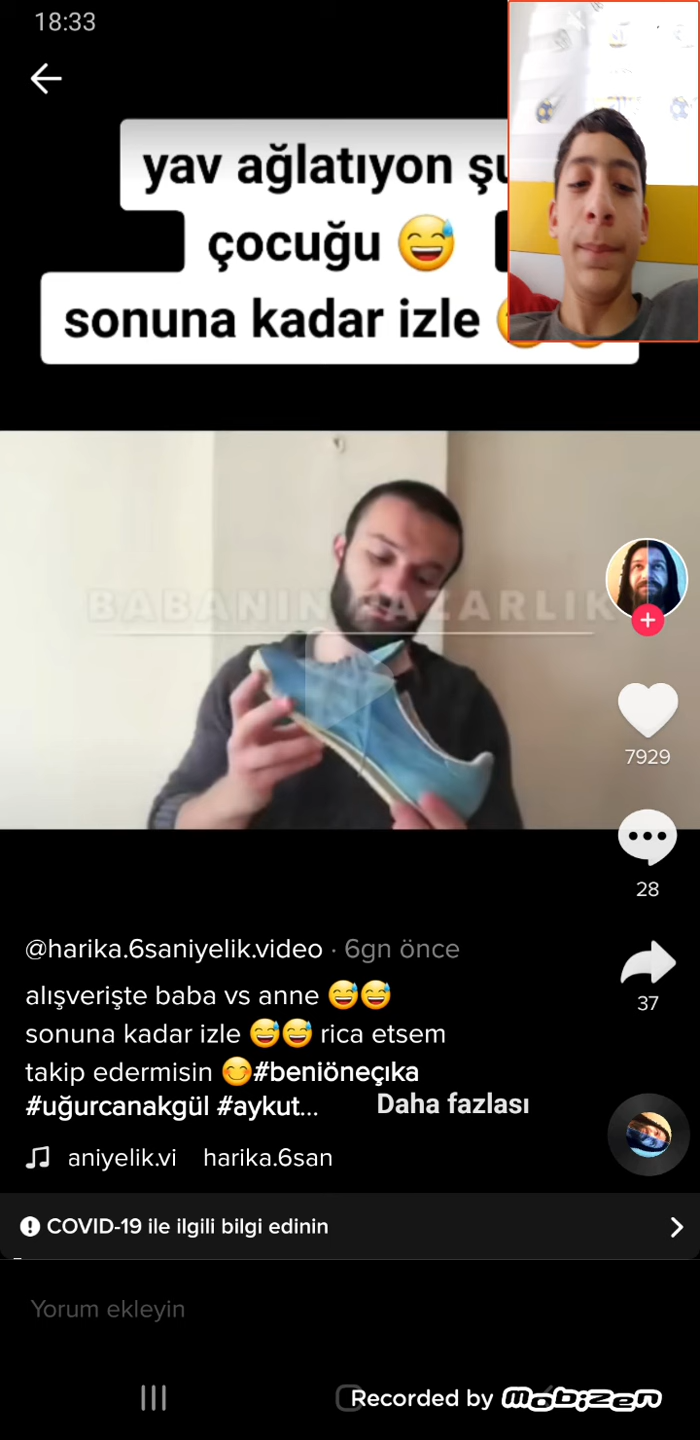 18:33
yav ağlatıyon
çocuğu 😅
sonuna kadar izle
BABANIN PAZARLIK
7929
28
@harika.6saniyelik.video · 6gn önce
37
alışverişte baba vs anne 😅😅
sonuna kadar izle 😅😅 rica etsem
takip edermisin 😊#beniöneçıka
#uğurcanakgül #aykut... Daha fazlası
aniyelik.vi harika.6san
COVID-19 ile ilgili bilgi edinin
Yorum ekleyin
Recorded by mobizen